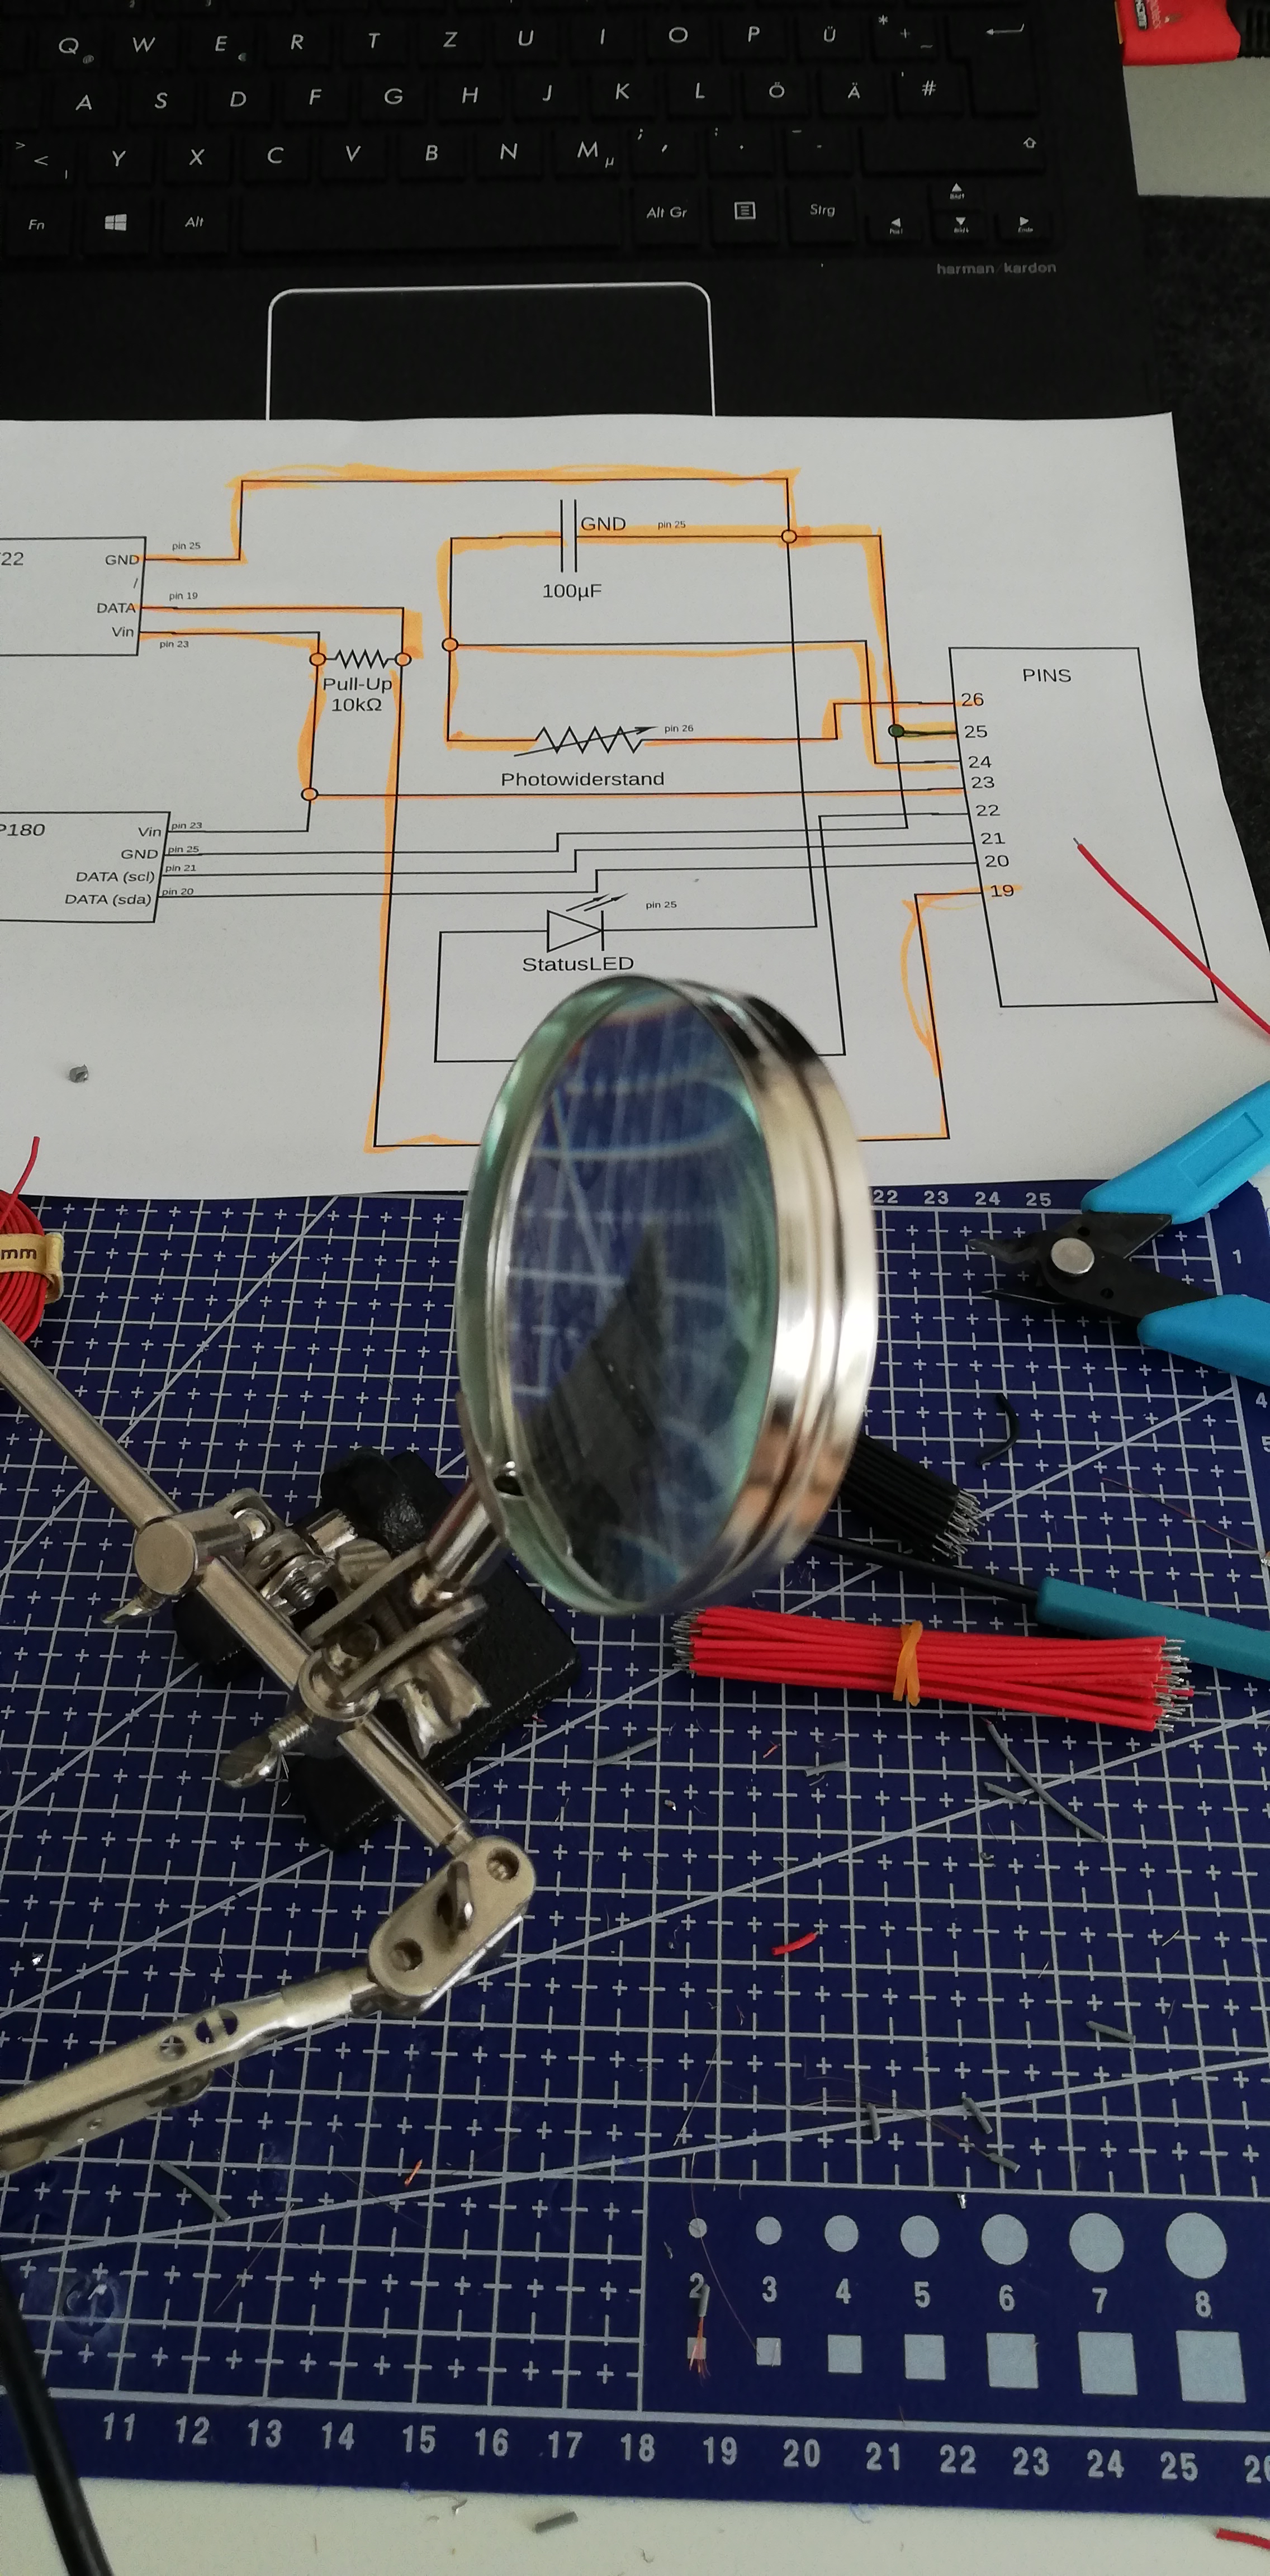 Q @ W E € R T Z U I O P Ü * + ~
A S D F G H J K L Ö Ä ' #
> < | Y X C V B N M µ ; , : . _ -
Fn Alt Alt Gr Strg Pos1 Bild↑ Bild↓ Ende
harman / kardon
GND pin 25
100µF
22
GND
/
DATA
Vin
pin 25
pin 19
pin 23
Pull-Up
10kΩ
pin 26
Photowiderstand
PINS
26
25
24
23
22
21
20
19
P180
Vin
GND
DATA (scl)
DATA (sda)
pin 23
pin 25
pin 21
pin 20
pin 25
StatusLED
22 23 24 25
mm
1
4
5
2 3 4 5 6 7 8
11 12 13 14 15 16 17 18 19 20 21 22 23 24 25